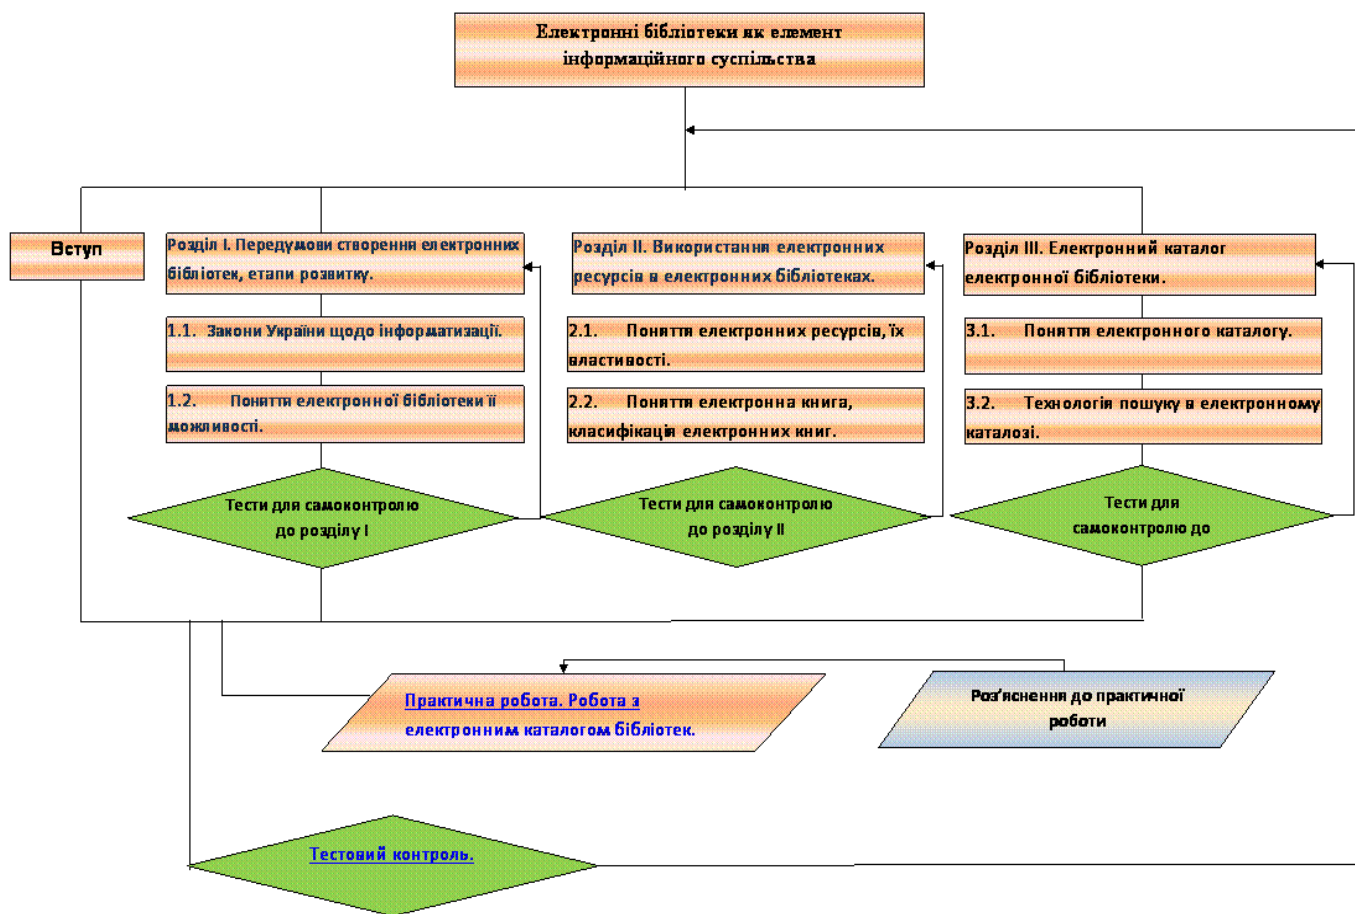 Електронні бібліотеки як елемент
інформаційного суспільства
Вступ
Розділ I. Передумови створення електронних
бібліотек, етапи розвитку.
1.1. Закони України щодо інформатизації.
1.2. Поняття електронної бібліотеки її
можливості.
Тести для самоконтролю
до розділу I
Розділ II. Використання електронних
ресурсів в електронних бібліотеках.
2.1. Поняття електронних ресурсів, їх
властивості.
2.2. Поняття електронна книга,
класифікація електронних книг.
Тести для самоконтролю
до розділу II
Розділ III. Електронний каталог
електронної бібліотеки.
3.1. Поняття електронного каталогу.
3.2. Технологія пошуку в електронному
каталозі.
Тести для
самоконтролю до
Практична робота. Робота з
електронним каталогом бібліотек.
Роз'яснення до практичної
роботи
Тестовий контроль.